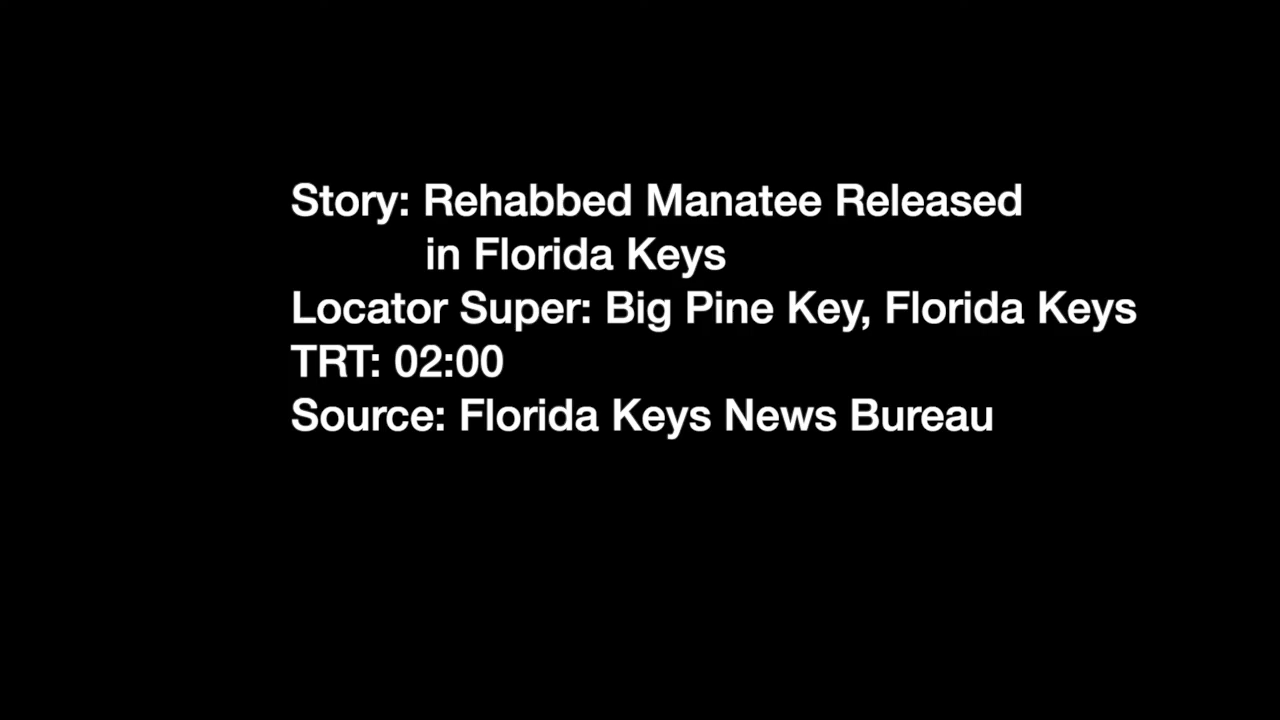 Story: Rehabbed Manatee Released
in Florida Keys
Locator Super: Big Pine Key, Florida Keys
TRT: 02:00
Source: Florida Keys News Bureau